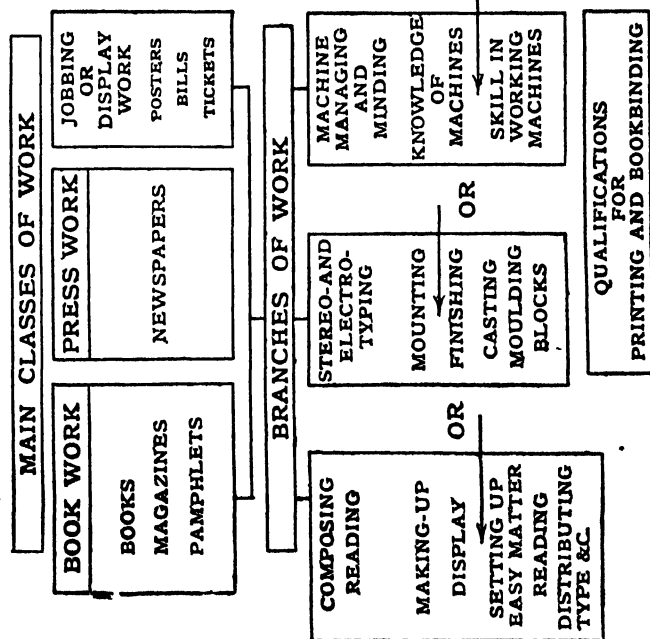 MAIN CLASSES OF WORK
BOOK WORK
BOOKS
MAGAZINES
PAMPHLETS
PRESS WORK
NEWSPAPERS
JOBBING
OR
DISPLAY
WORK
POSTERS
BILLS
TICKETS
BRANCHES OF WORK
COMPOSING
READING
MAKING-UP
DISPLAY
SETTING UP
EASY MATTER
READING
DISTRIBUTING
TYPE &C.
OR
STEREO-AND
ELECTRO-
TYPING
MOUNTING
FINISHING
CASTING
MOULDING
BLOCKS
OR
MACHINE
MANAGING
AND
MINDING
KNOWLEDGE
OF
MACHINES
SKILL IN
WORKING
MACHINES
QUALIFICATIONS
FOR
PRINTING AND BOOKBINDING